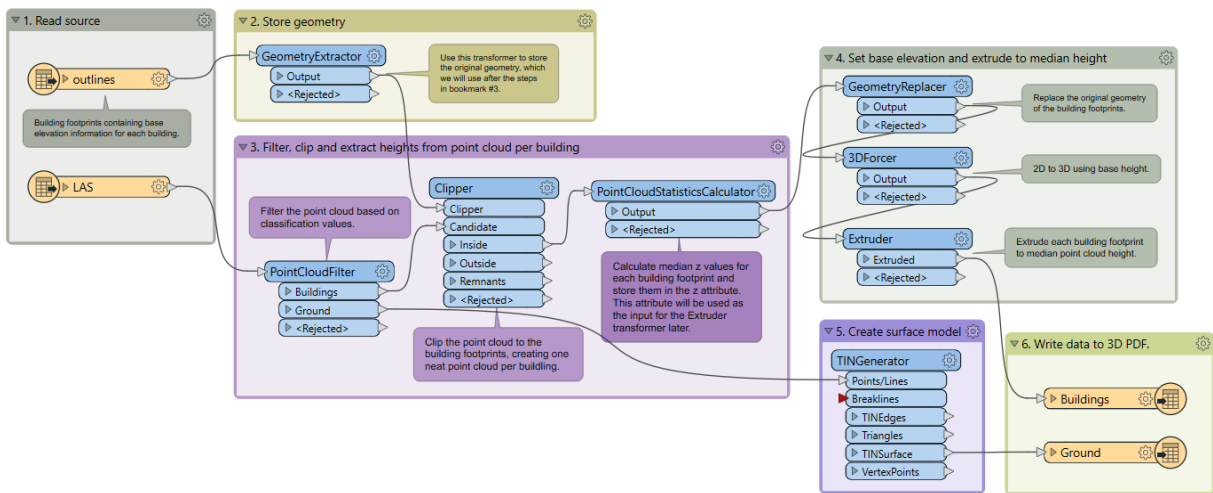 1. Read source
outlines
Building footprints containing base
elevation information for each building.
LAS
2. Store geometry
GeometryExtractor
Output
<Rejected>
Use this transformer to store
the original geometry, which
we will use after the steps
in bookmark #3.
3. Filter, clip and extract heights from point cloud per building
Filter the point cloud based on
classification values.
PointCloudFilter
Buildings
Ground
<Rejected>
Clipper
Clipper
Candidate
Inside
Outside
Remnants
<Rejected>
Clip the point cloud to the
building footprints, creating one
neat point cloud per buildling.
PointCloudStatisticsCalculator
Output
<Rejected>
Calculate median z values for
each building footprint and
store them in the z attribute.
This attribute will be used as
the input for the Extruder
transformer later.
4. Set base elevation and extrude to median height
GeometryReplacer
Output
<Rejected>
Replace the original geometry
of the building footprints.
3DForcer
Output
<Rejected>
2D to 3D using base height.
Extruder
Extruded
<Rejected>
Extrude each building footprint
to median point cloud height.
5. Create surface model
TINGenerator
Points/Lines
Breaklines
TINEdges
Triangles
TINSurface
VertexPoints
6. Write data to 3D PDF.
Buildings
Ground